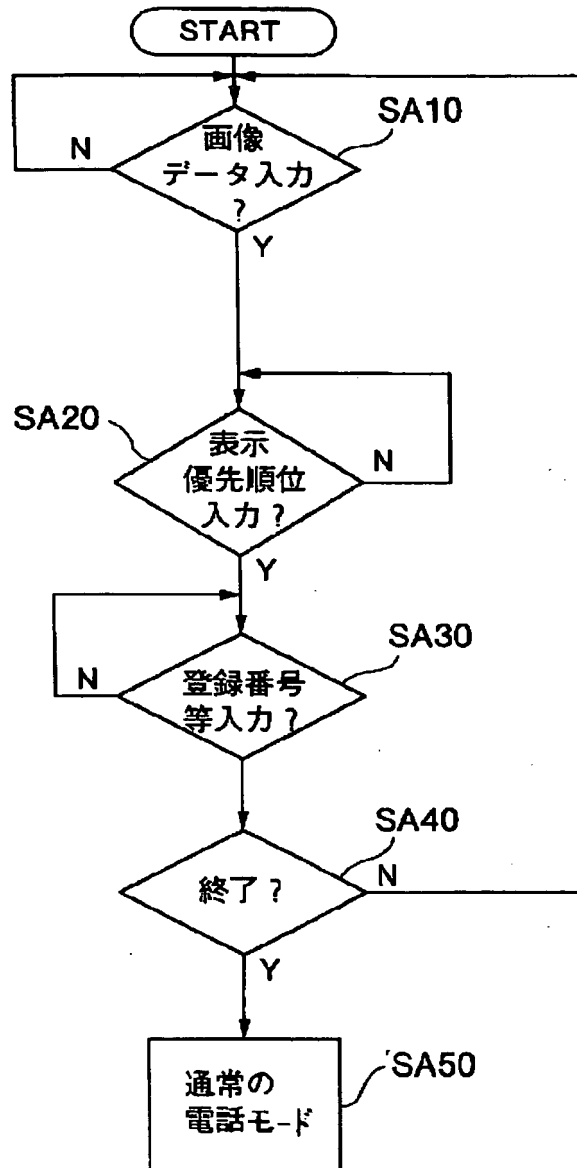 START
SA10
画像
データ入力
?
N
Y
SA20
表示
優先順位
入力?
N
Y
SA30
登録番号
等入力?
N
SA40
終了?
N
Y
SA50
通常の
電話モード